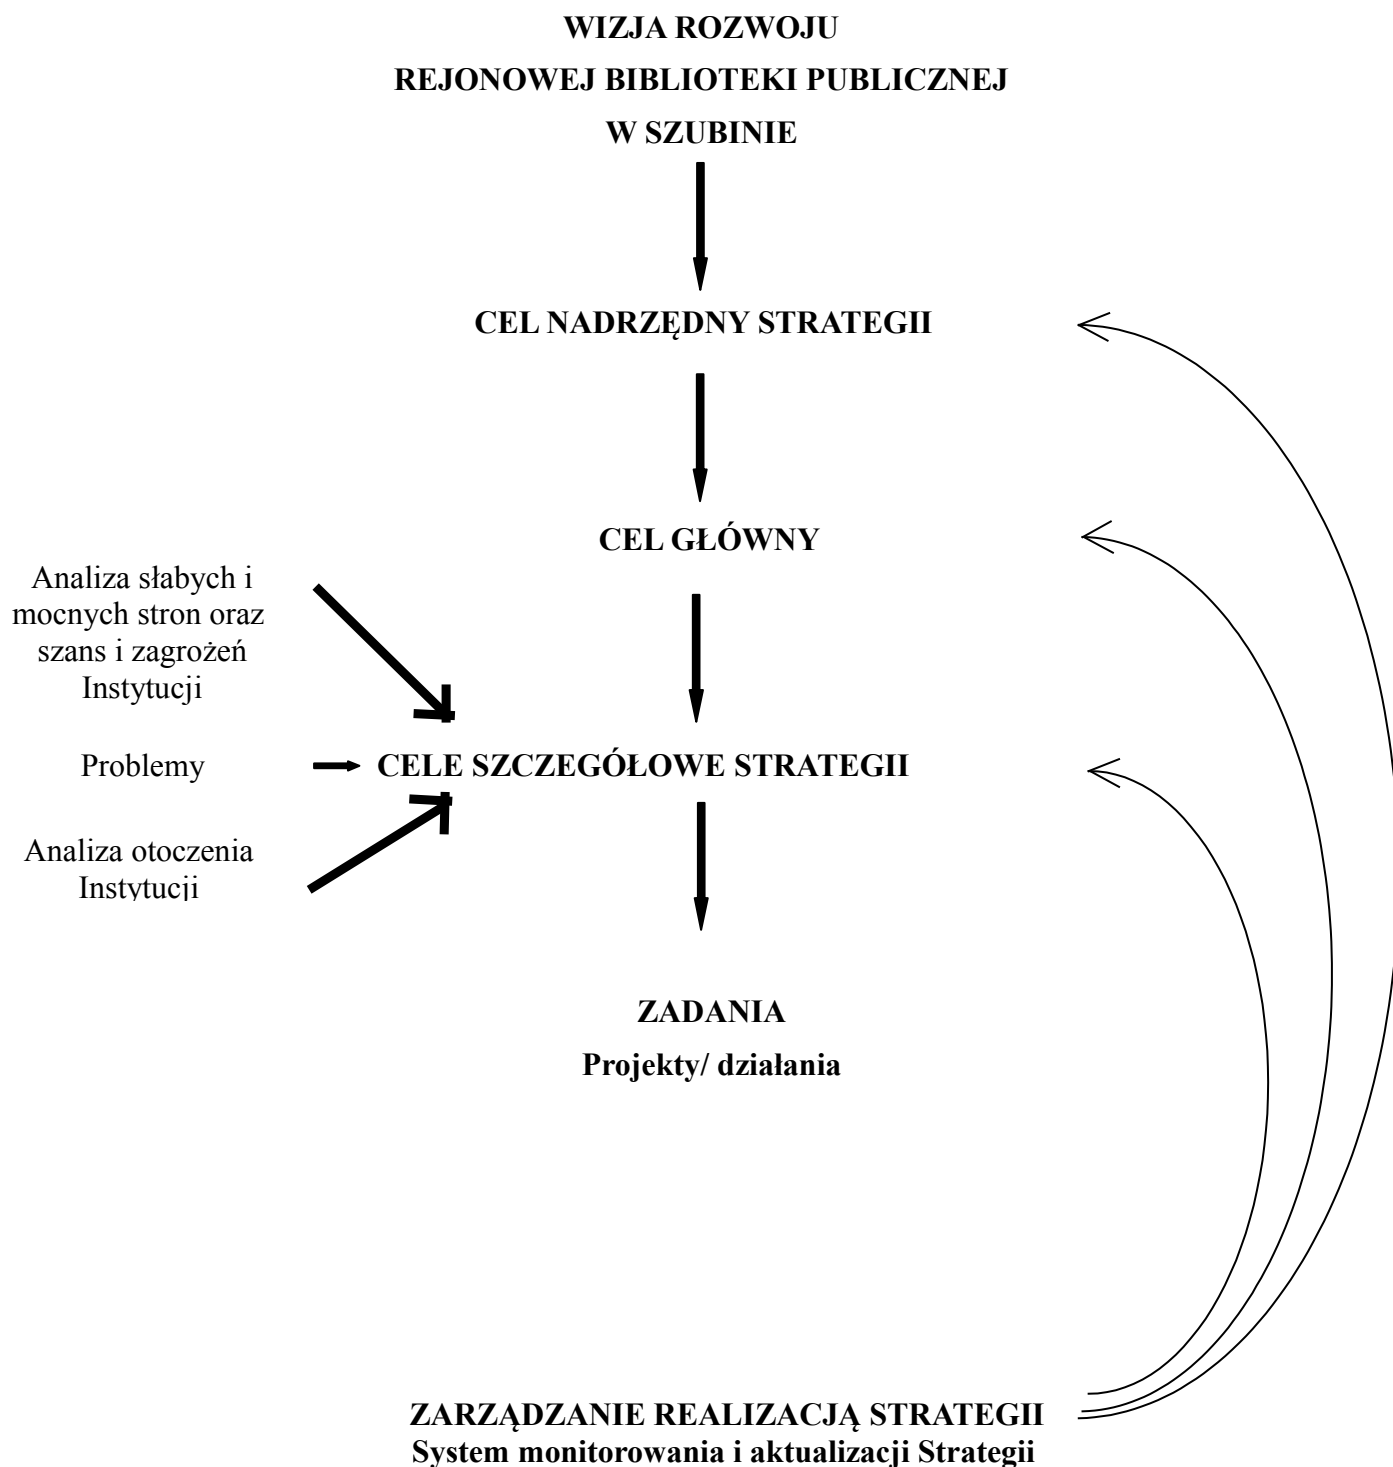 WIZJA ROZWOJU
REJONOWEJ BIBLIOTEKI PUBLICZNEJ
W SZUBINIE
CEL NADRZĘDNY STRATEGII
CEL GŁÓWNY
Analiza słabych i
mocnych stron oraz
szans i zagrożeń
Instytucji
Problemy
CELE SZCZEGÓŁOWE STRATEGII
Analiza otoczenia
Instytucji
ZADANIA
Projekty/ działania
ZARZĄDZANIE REALIZACJĄ STRATEGII
System monitorowania i aktualizacji Strategii